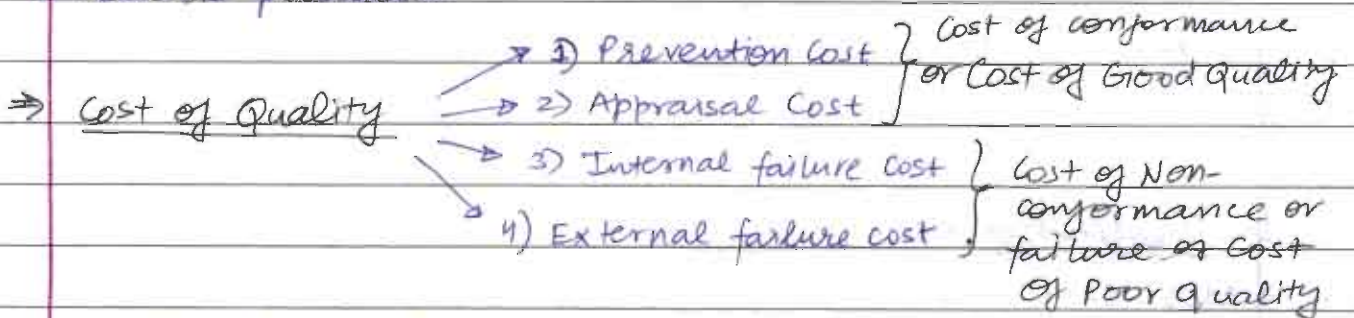 1) Prevention Cost } Cost of conformance
or Cost of Good Quality
⇒ Cost of Quality → 2) Appraisal Cost
3) Internal failure cost } Cost of Non-
conformance or
4) External failure cost
failure or Cost
of Poor quality